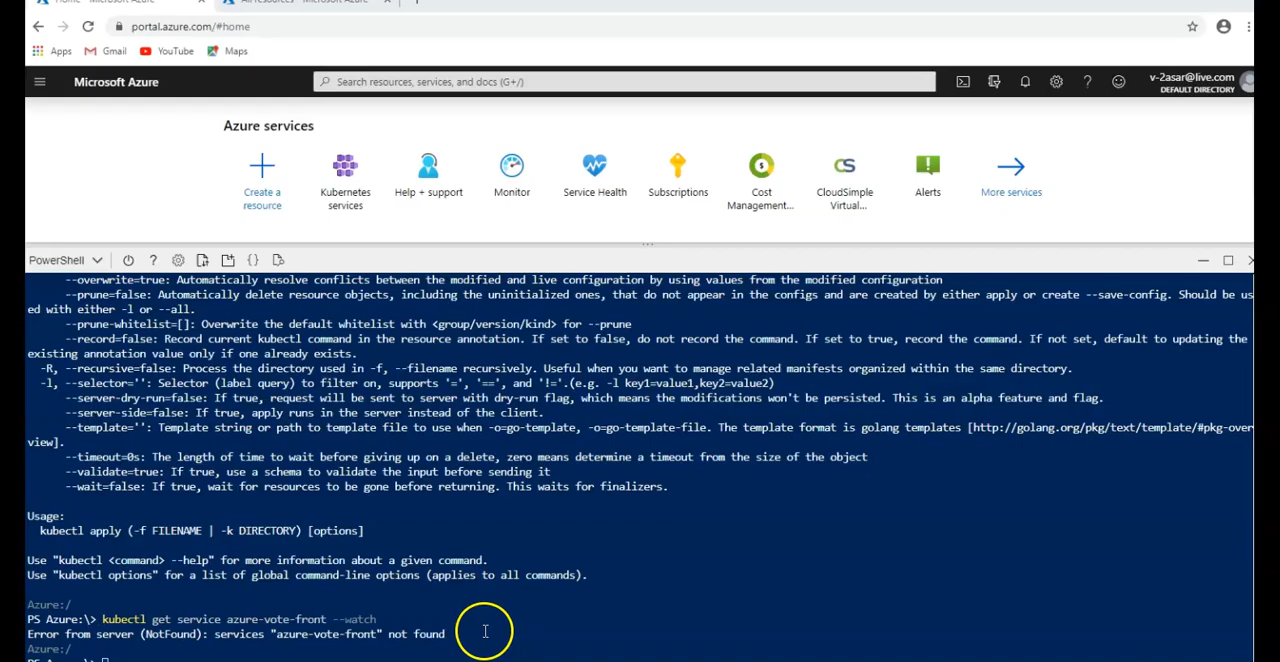 Home - Microsoft Azure
All resources - Microsoft Azure
portal.azure.com/#home
Apps Gmail YouTube Maps
Microsoft Azure
Search resources, services, and docs (G+/)
v-2asar@live.com
DEFAULT DIRECTORY
Azure services
Create a resource
Kubernetes services
Help + support
Monitor
Service Health
Subscriptions
Cost Management...
CloudSimple Virtual...
Alerts
More services
PowerShell
--overwrite=true: Automatically resolve conflicts between the modified and live configuration by using values from the modified configuration
--prune=false: Automatically delete resource objects, including the uninitialized ones, that do not appear in the configs and are created by either apply or create --save-config. Should be us
ed with either -l or --all.
--prune-whitelist=[]: Overwrite the default whitelist with <group/version/kind> for --prune
--record=false: Record current kubectl command in the resource annotation. If set to false, do not record the command. If set to true, record the command. If not set, default to updating the
existing annotation value only if one already exists.
-R, --recursive=false: Process the directory used in -f, --filename recursively. Useful when you want to manage related manifests organized within the same directory.
-l, --selector='': Selector (label query) to filter on, supports '=', '==', and '!='.(e.g. -l key1=value1,key2=value2)
--server-dry-run=false: If true, request will be sent to server with dry-run flag, which means the modifications won't be persisted. This is an alpha feature and flag.
--server-side=false: If true, apply runs in the server instead of the client.
--template='': Template string or path to template file to use when -o=go-template, -o=go-template-file. The template format is golang templates [http://golang.org/pkg/text/template/#pkg-over
view].
--timeout=0s: The length of time to wait before giving up on a delete, zero means determine a timeout from the size of the object
--validate=true: If true, use a schema to validate the input before sending it
--wait=false: If true, wait for resources to be gone before returning. This waits for finalizers.
Usage:
kubectl apply (-f FILENAME | -k DIRECTORY) [options]
Use "kubectl <command> --help" for more information about a given command.
Use "kubectl options" for a list of global command-line options (applies to all commands).
Azure:/
PS Azure:\> kubectl get service azure-vote-front --watch
Error from server (NotFound): services "azure-vote-front" not found
Azure:/
PS Azure:\>